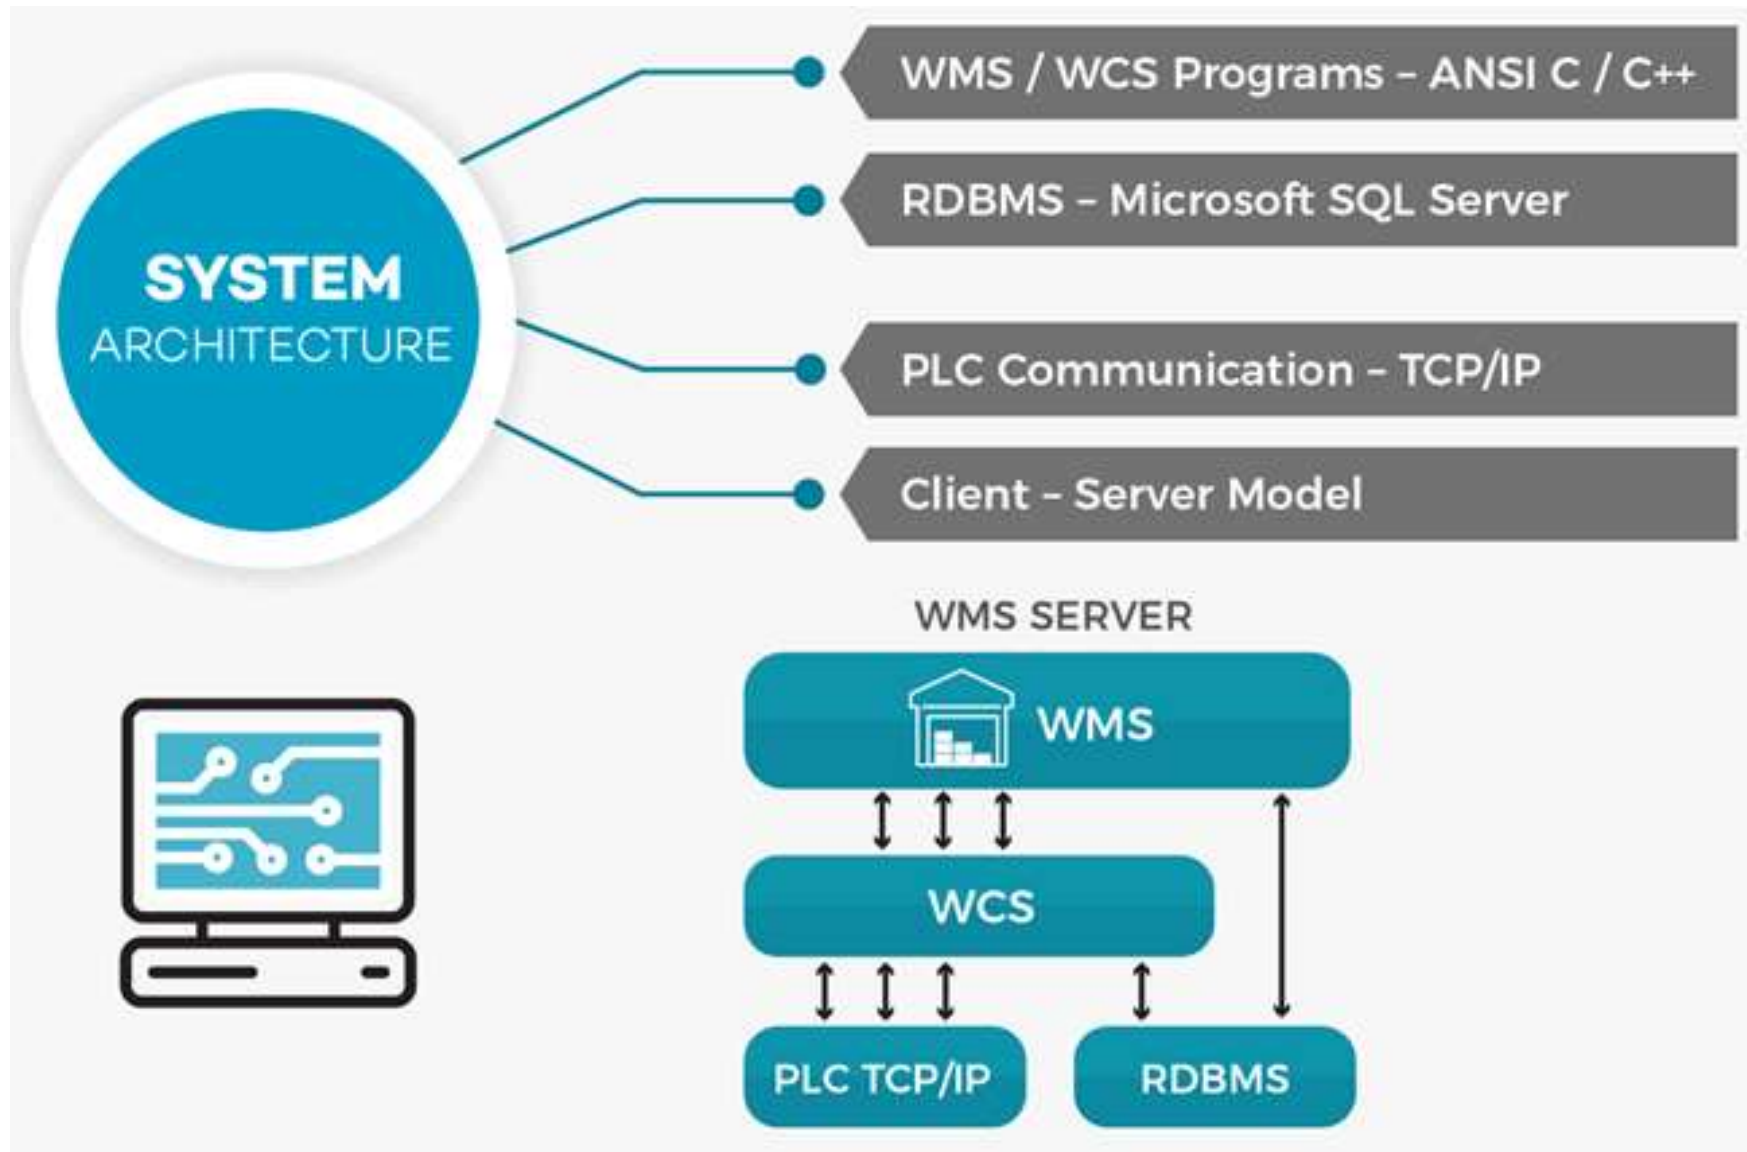 SYSTEM
ARCHITECTURE
WMS / WCS Programs – ANSI C / C++
RDBMS – Microsoft SQL Server
PLC Communication – TCP/IP
Client – Server Model
WMS SERVER
WMS
WCS
PLC TCP/IP
RDBMS